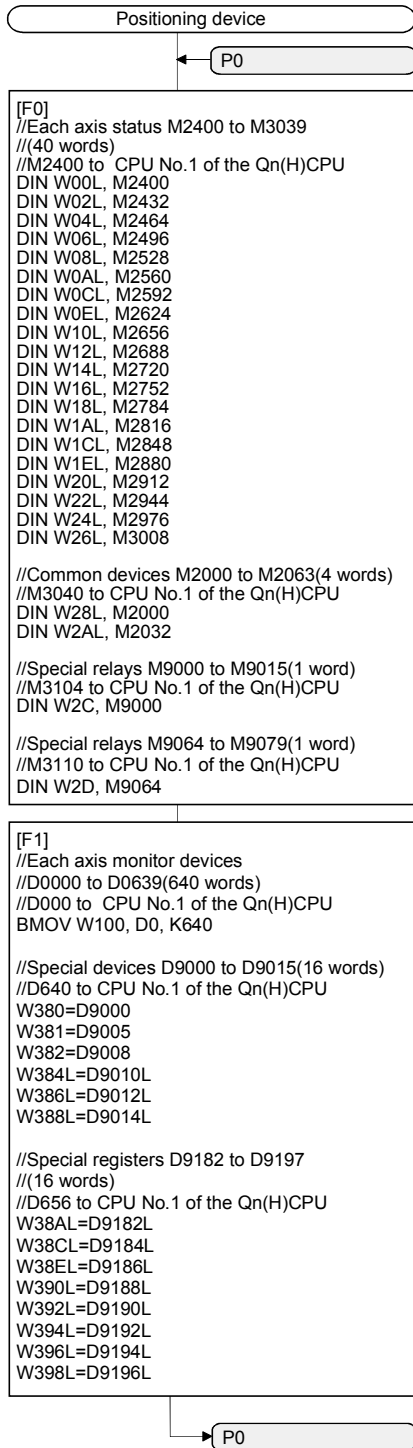 Positioning device
P0
[F0]
//Each axis status M2400 to M3039
//(40 words)
//M2400 to  CPU No.1 of the Qn(H)CPU
DIN W00L, M2400
DIN W02L, M2432
DIN W04L, M2464
DIN W06L, M2496
DIN W08L, M2528
DIN W0AL, M2560
DIN W0CL, M2592
DIN W0EL, M2624
DIN W10L, M2656
DIN W12L, M2688
DIN W14L, M2720
DIN W16L, M2752
DIN W18L, M2784
DIN W1AL, M2816
DIN W1CL, M2848
DIN W1EL, M2880
DIN W20L, M2912
DIN W22L, M2944
DIN W24L, M2976
DIN W26L, M3008
//Common devices M2000 to M2063(4 words)
//M3040 to CPU No.1 of the Qn(H)CPU
DIN W28L, M2000
DIN W2AL, M2032
//Special relays M9000 to M9015(1 word)
//M3104 to CPU No.1 of the Qn(H)CPU
DIN W2C, M9000
//Special relays M9064 to M9079(1 word)
//M3110 to CPU No.1 of the Qn(H)CPU
DIN W2D, M9064
[F1]
//Each axis monitor devices
//D0000 to D0639(640 words)
//D000 to  CPU No.1 of the Qn(H)CPU
BMOV W100, D0, K640
//Special devices D9000 to D9015(16 words)
//D640 to CPU No.1 of the Qn(H)CPU
W380=D9000
W381=D9005
W382=D9008
W384L=D9010L
W386L=D9012L
W388L=D9014L
//Special registers D9182 to D9197
//(16 words)
//D656 to CPU No.1 of the Qn(H)CPU
W38AL=D9182L
W38CL=D9184L
W38EL=D9186L
W390L=D9188L
W392L=D9190L
W394L=D9192L
W396L=D9194L
W398L=D9196L
P0